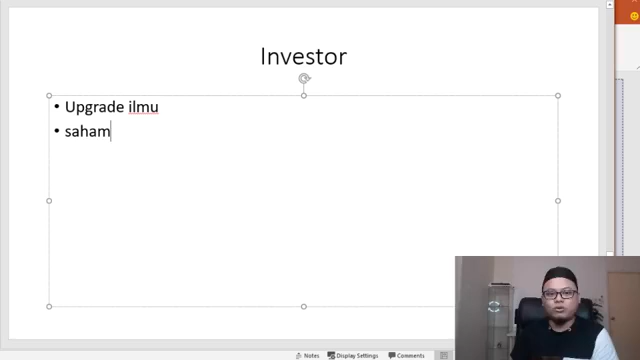 Investor
• Upgrade ilmu
• saham
Notes
Display Settings
Comments